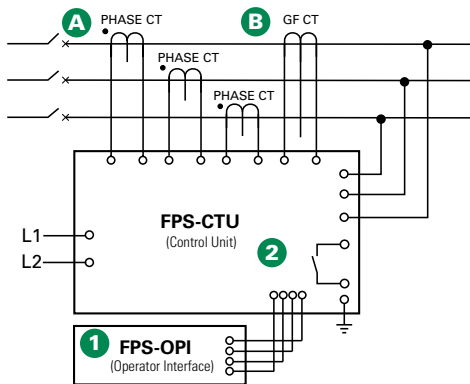 A PHASE CT
B GF CT
PHASE CT
PHASE CT
FPS-CTU
(Control Unit)
L1
L2
2
1 FPS-OPI
(Operator Interface)